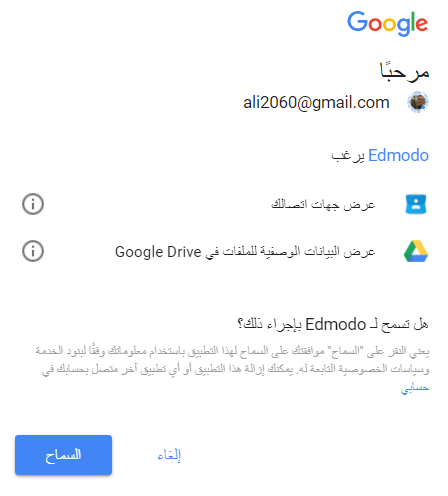 Google
مرحبًا
ali2060@gmail.com
Edmodo يرغب
عرض جهات اتصالك
عرض البيانات الوصفية للملفات في Google Drive
هل تسمح لـ Edmodo بإجراء ذلك؟
يعني النقر على "السماح" موافقتك على السماح لهذا التطبيق باستخدام معلوماتك وفقًا لبنود الخدمة
وسياسات الخصوصية التابعة له. يمكنك إزالة هذا التطبيق أو أي تطبيق آخر متصل بحسابك في
حسابي
إلغاء
السماح